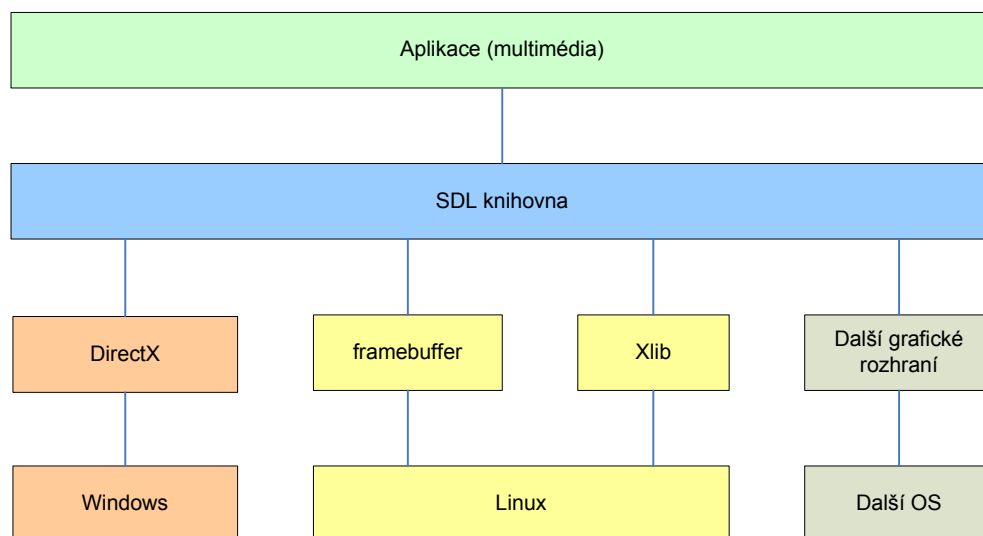 Aplikace (multimédia)
SDL knihovna
DirectX
framebuffer
Xlib
Další grafické
rozhraní
Windows
Linux
Další OS